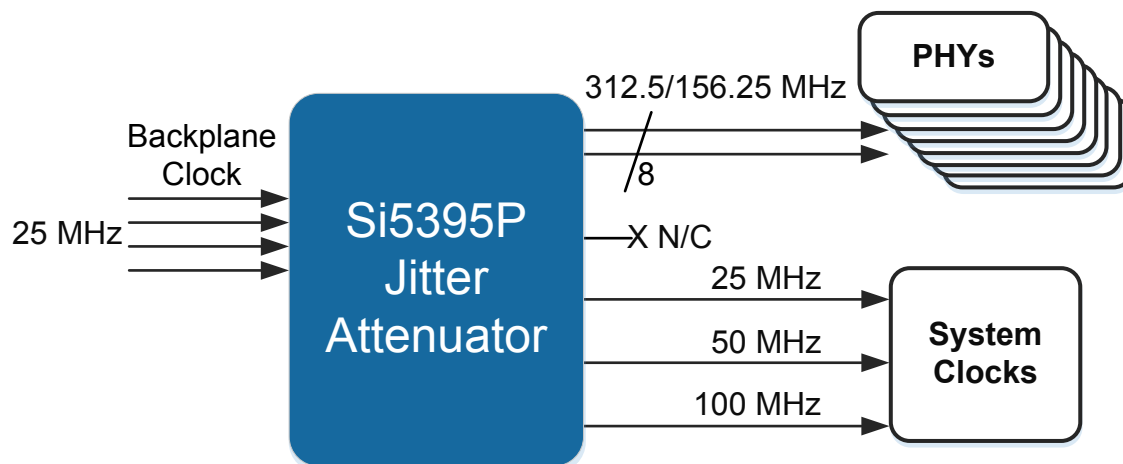 PHYs
312.5/156.25 MHz
Backplane
Clock
8
25 MHz
Si5395P
Jitter
Attenuator
X N/C
25 MHz
50 MHz
100 MHz
System
Clocks